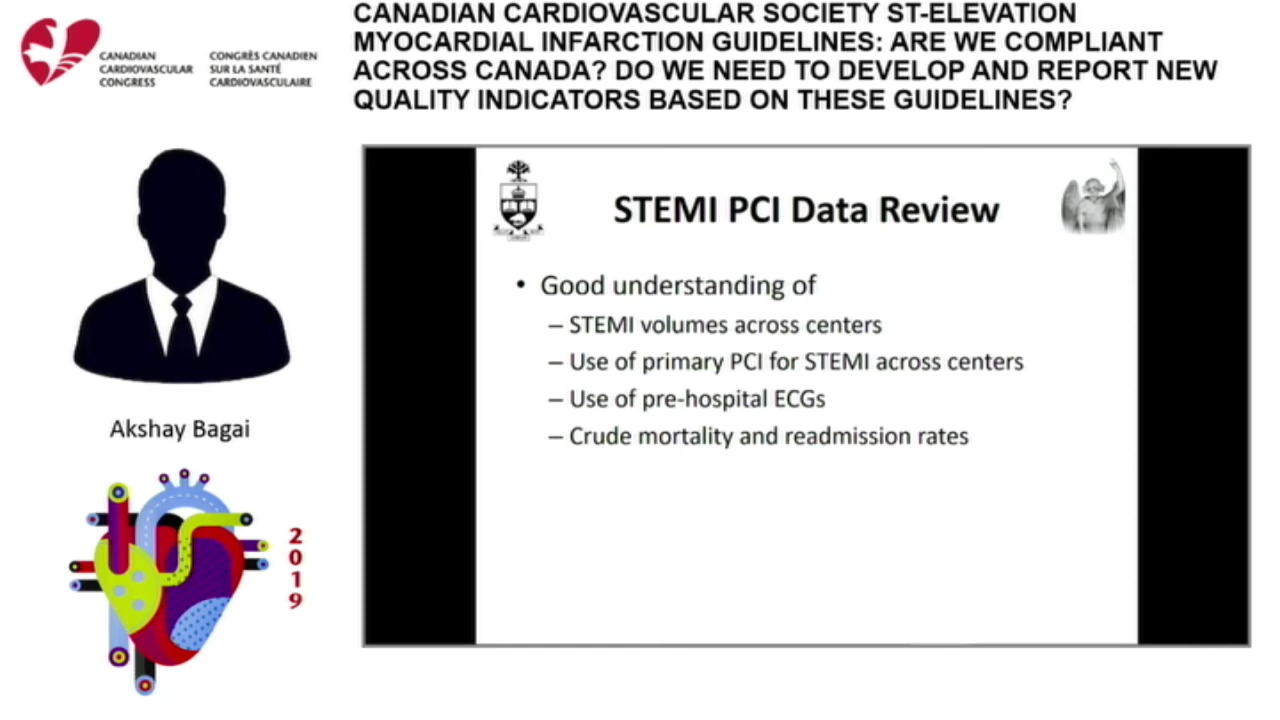 CANADIAN CARDIOVASCULAR SOCIETY ST-ELEVATION
MYOCARDIAL INFARCTION GUIDELINES: ARE WE COMPLIANT
ACROSS CANADA? DO WE NEED TO DEVELOP AND REPORT NEW
QUALITY INDICATORS BASED ON THESE GUIDELINES?
CANADIAN
CARDIOVASCULAR
CONGRESS
CONGRÈS CANADIEN
SUR LA SANTÉ
CARDIOVASCULAIRE
STEMI PCI Data Review
• Good understanding of
– STEMI volumes across centers
– Use of primary PCI for STEMI across centers
– Use of pre-hospital ECGs
– Crude mortality and readmission rates
Akshay Bagai
2
0
1
9